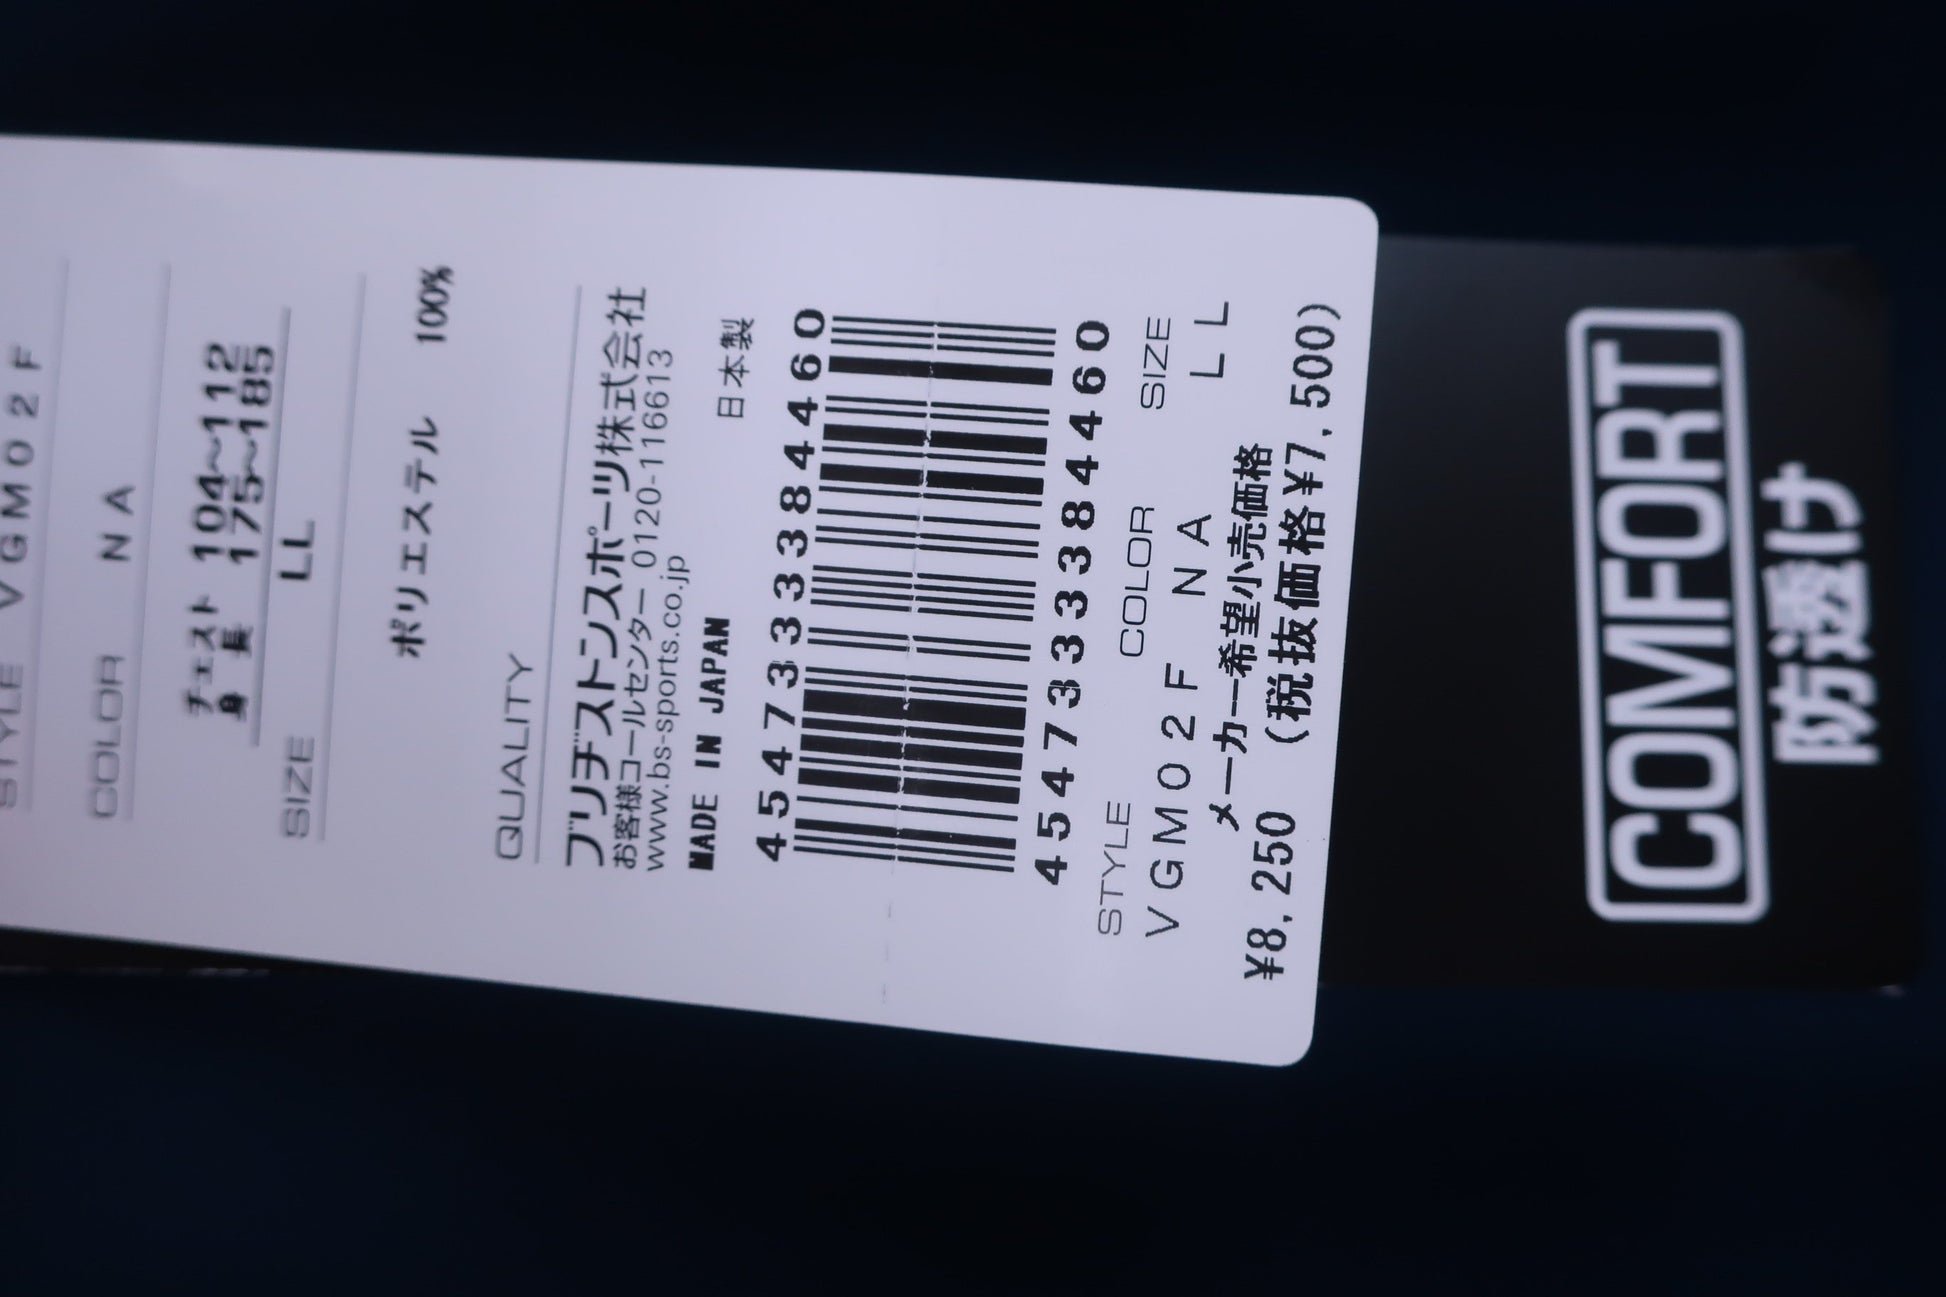 STYLE VGM02F
COLOR NA
チェスト 104~112
身長 175~185
SIZE LL
ポリエステル 100%
QUALITY
ブリヂストンスポーツ株式会社
お客様コールセンター 0120-116613
www.bs-sports.co.jp
MADE IN JAPAN 日本製
4547333384460
4547333384460
STYLE COLOR SIZE
VGM02F NA LL
メーカー希望小売価格
¥8,250 (税抜価格¥7,500)
COMFORT
防透け